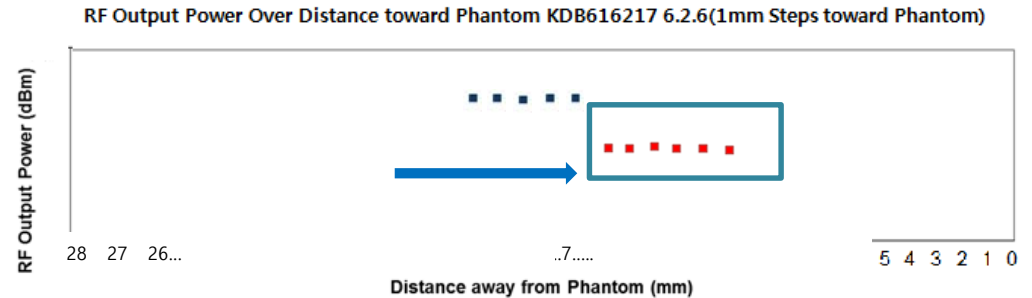 RF Output Power Over Distance toward Phantom KDB616217 6.2.6(1mm Steps toward Phantom)
RF Output Power (dBm)
28 27 26... ..7..... 5 4 3 2 1 0
Distance away from Phantom (mm)